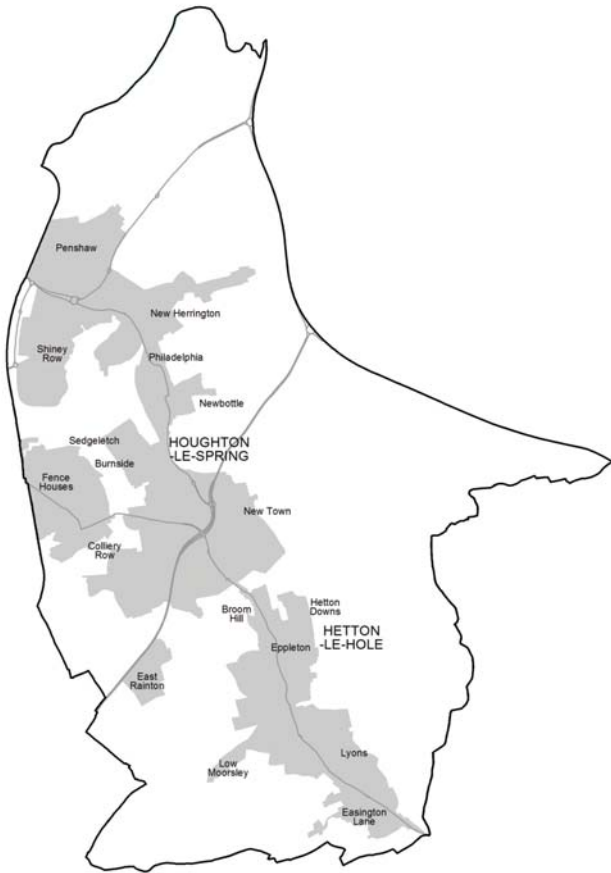 Penshaw
New Herrington
Shiney
Row
Philadelphia
Newbottle
Sedgeletch
HOUGHTON
-LE-SPRING
Burnside
Fence
Houses
New Town
Colliery
Row
Broom
Hill
Hetton
Downs
HETTON
-LE-HOLE
Eppleton
East
Rainton
Lyons
Low
Moorsley
Easington
Lane